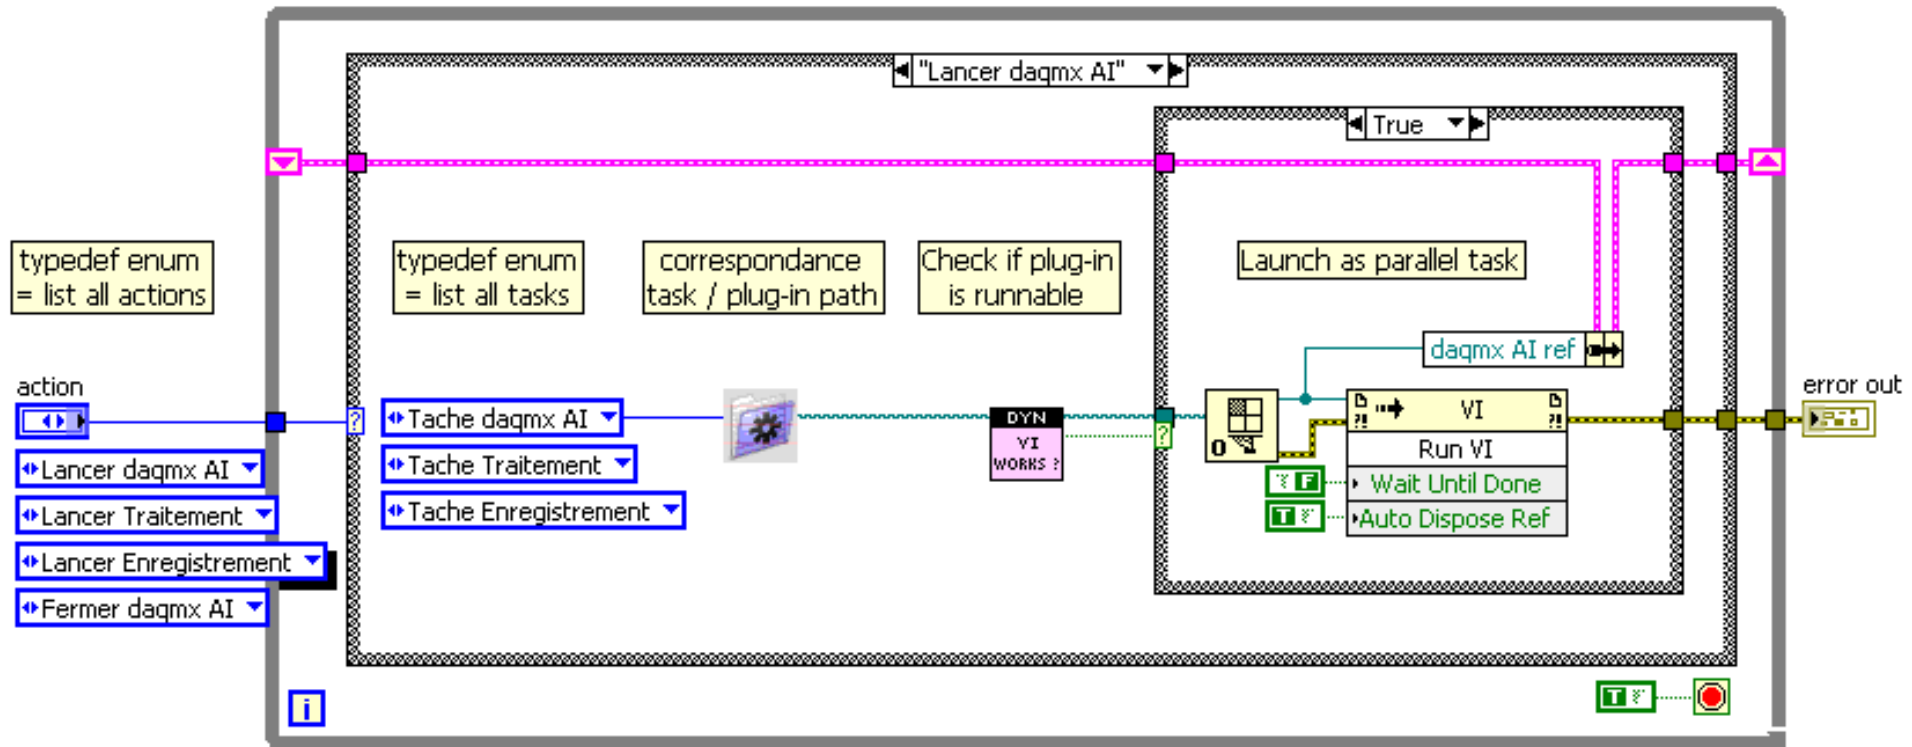 "Lancer daqmx AI"
True
typedef enum
= list all actions
typedef enum
= list all tasks
correspondance
task / plug-in path
Check if plug-in
is runnable
Launch as parallel task
daqmx AI ref
action
error out
Tache daqmx AI
Tache Traitement
Tache Enregistrement
DYN
VI
WORKS ?
VI
Run VI
Wait Until Done
Auto Dispose Ref
?!
?!
0
F
T
?
?
Lancer daqmx AI
Lancer Traitement
Lancer Enregistrement
Fermer daqmx AI
i
T